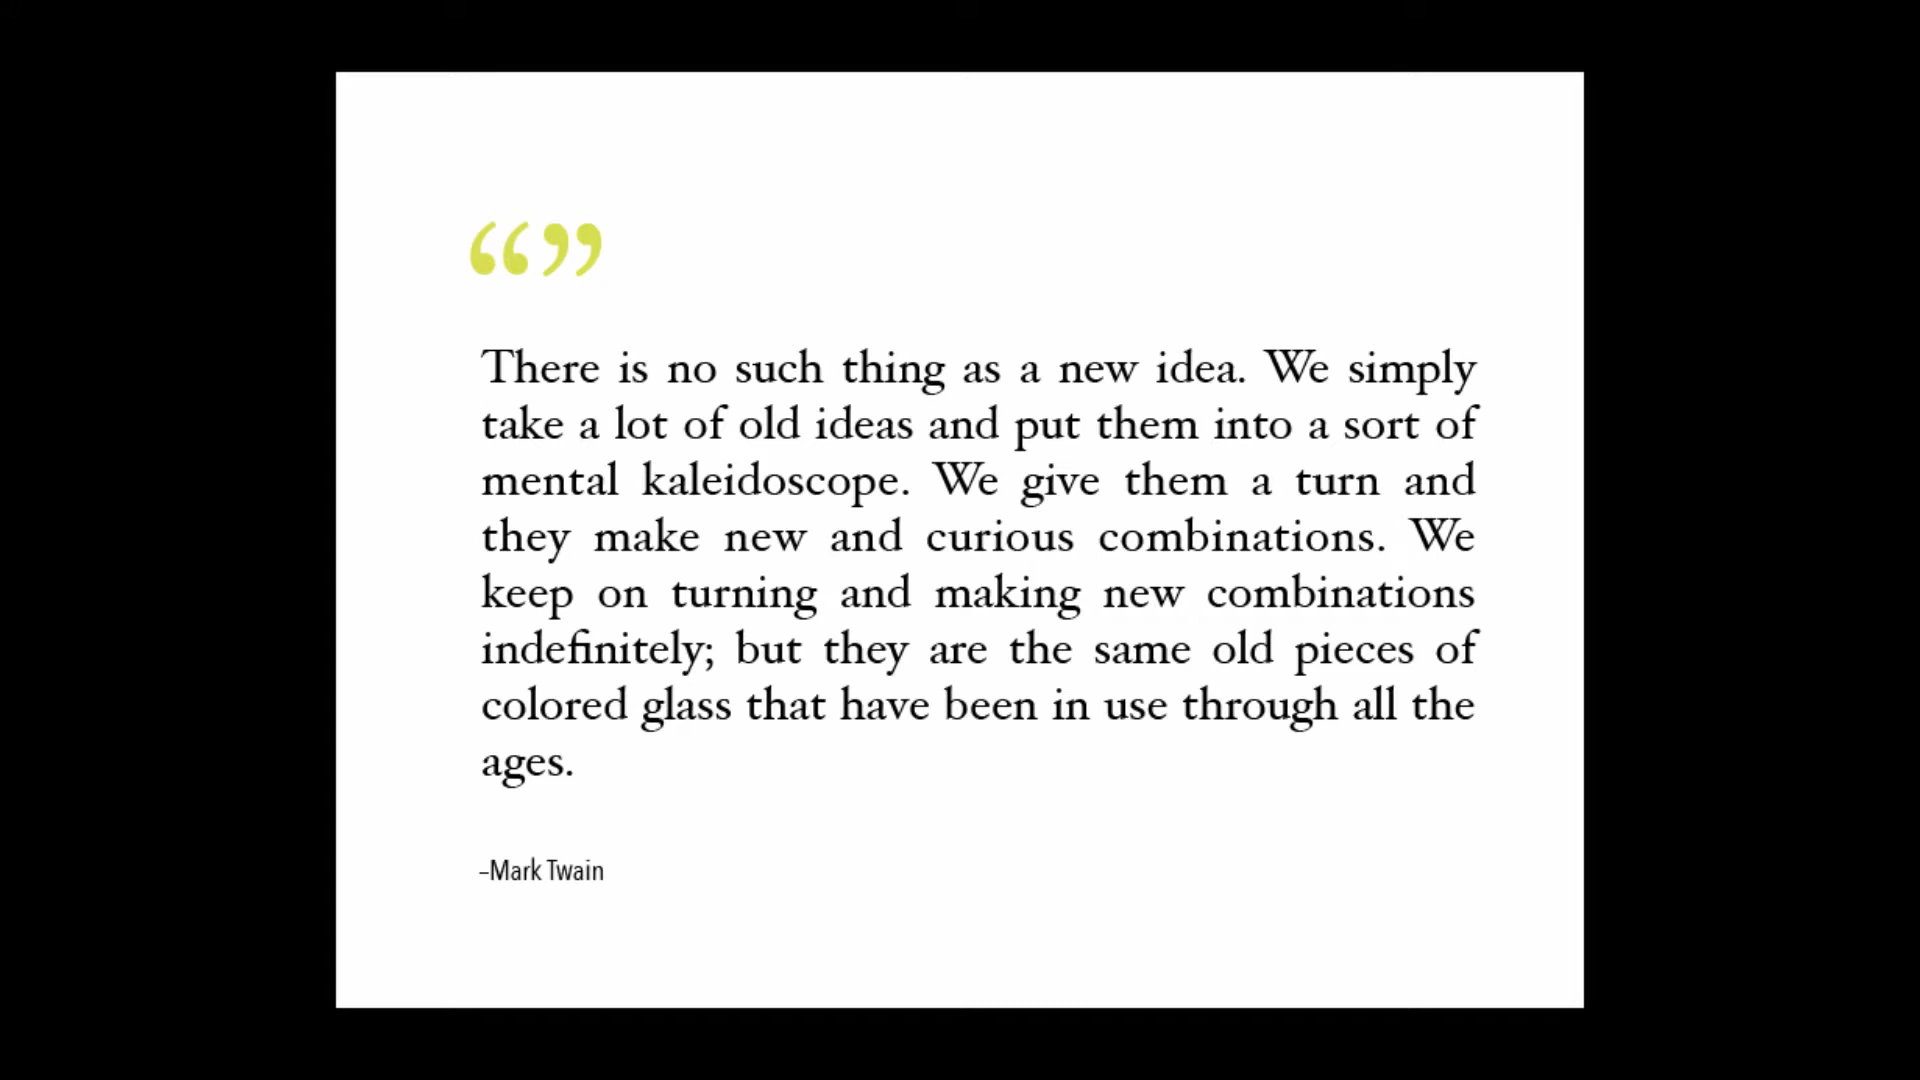 “”
There is no such thing as a new idea. We simply
take a lot of old ideas and put them into a sort of
mental kaleidoscope. We give them a turn and
they make new and curious combinations. We
keep on turning and making new combinations
indefinitely; but they are the same old pieces of
colored glass that have been in use through all the
ages.
–Mark Twain